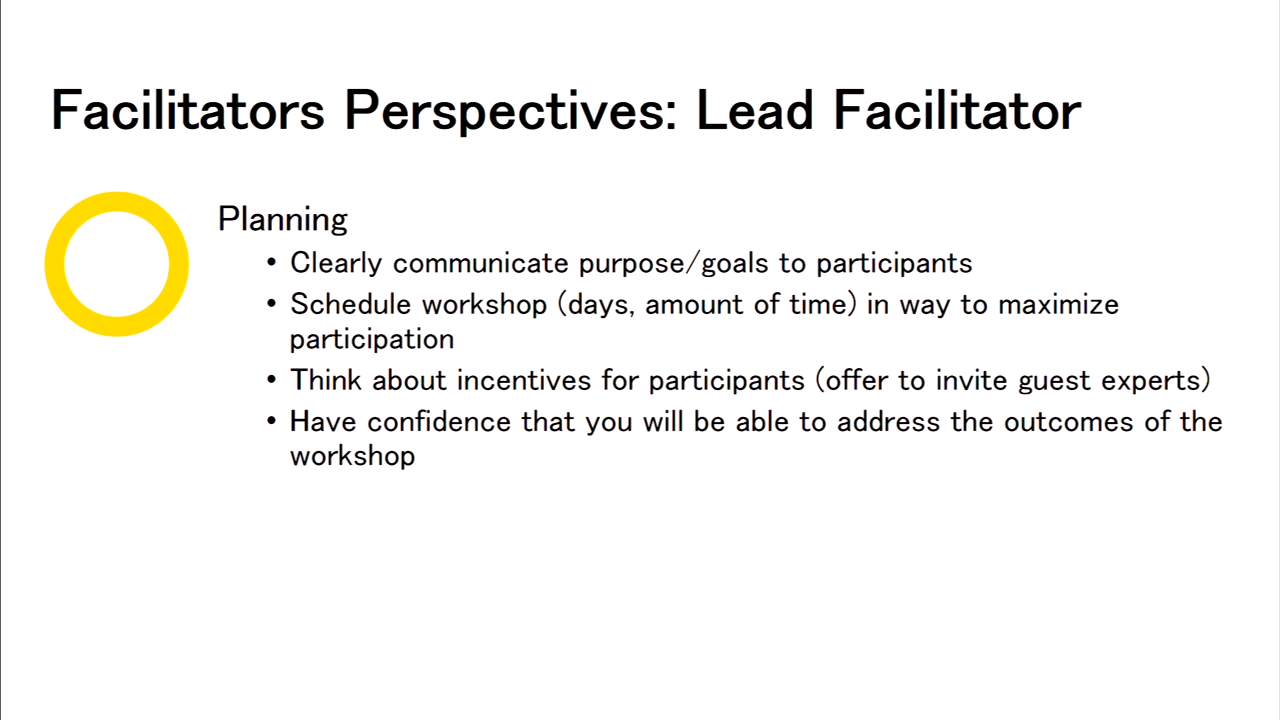 Facilitators Perspectives: Lead Facilitator
Planning
• Clearly communicate purpose/goals to participants
• Schedule workshop (days, amount of time) in way to maximize
participation
• Think about incentives for participants (offer to invite guest experts)
• Have confidence that you will be able to address the outcomes of the
workshop